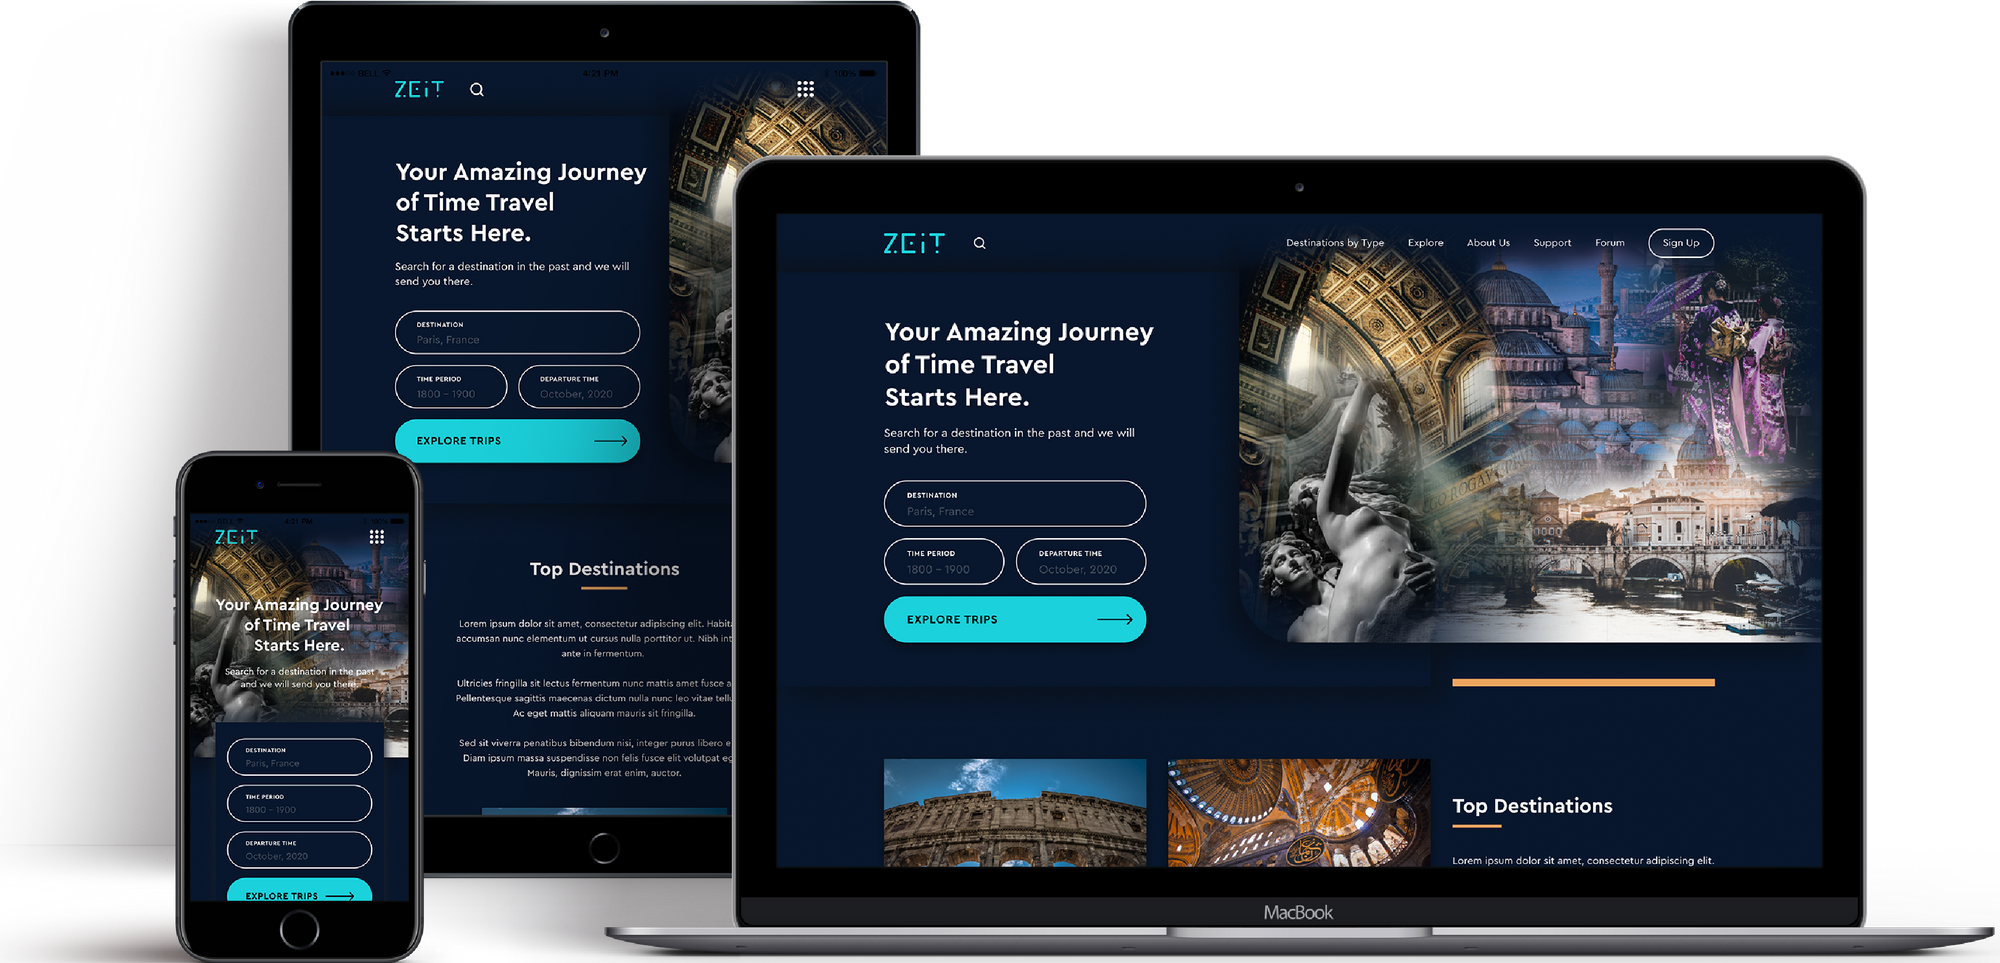 BELL
4:21 PM
100%
ZEiT
Your Amazing Journey
of Time Travel
Starts Here.
Search for a destination in the past and we will
send you there.
DESTINATION
Paris, France
TIME PERIOD
1800 – 1900
DEPARTURE TIME
October, 2020
EXPLORE TRIPS
Top Destinations
Lorem ipsum dolor sit amet, consectetur adipiscing elit.
accumsan nunc elementum ut cursus nulla porttitor ut. Nibh
ante in fermentum.
Ultricies fringilla sit lectus fermentum nunc mattis amet fusce
Pellentesque sagittis maecenas dictum nulla nunc leo vitae
Ac eget mattis aliquam mauris sit fringilla.
Sed sit viverra penatibus bibendum nisi, integer purus libero
Diam ipsum massa suspendisse non felis fusce elit volutpat
Mauris, dignissim erat enim, auctor.
ZEiT
Destinations by Type
Explore
About Us
Support
Forum
Sign Up
Your Amazing Journey
of Time Travel
Starts Here.
Search for a destination in the past and we will
send you there.
DESTINATION
Paris, France
TIME PERIOD
1800 – 1900
DEPARTURE TIME
October, 2020
EXPLORE TRIPS
Top Destinations
Lorem ipsum dolor sit amet, consectetur adipiscing elit.
MacBook
4:21 PM
ZEiT
Your Amazing Journey
of Time Travel
Starts Here.
Search for a destination in the past
and we will send you there.
DESTINATION
Paris, France
TIME PERIOD
1800 – 1900
DEPARTURE TIME
October, 2020
EXPLORE TRIPS